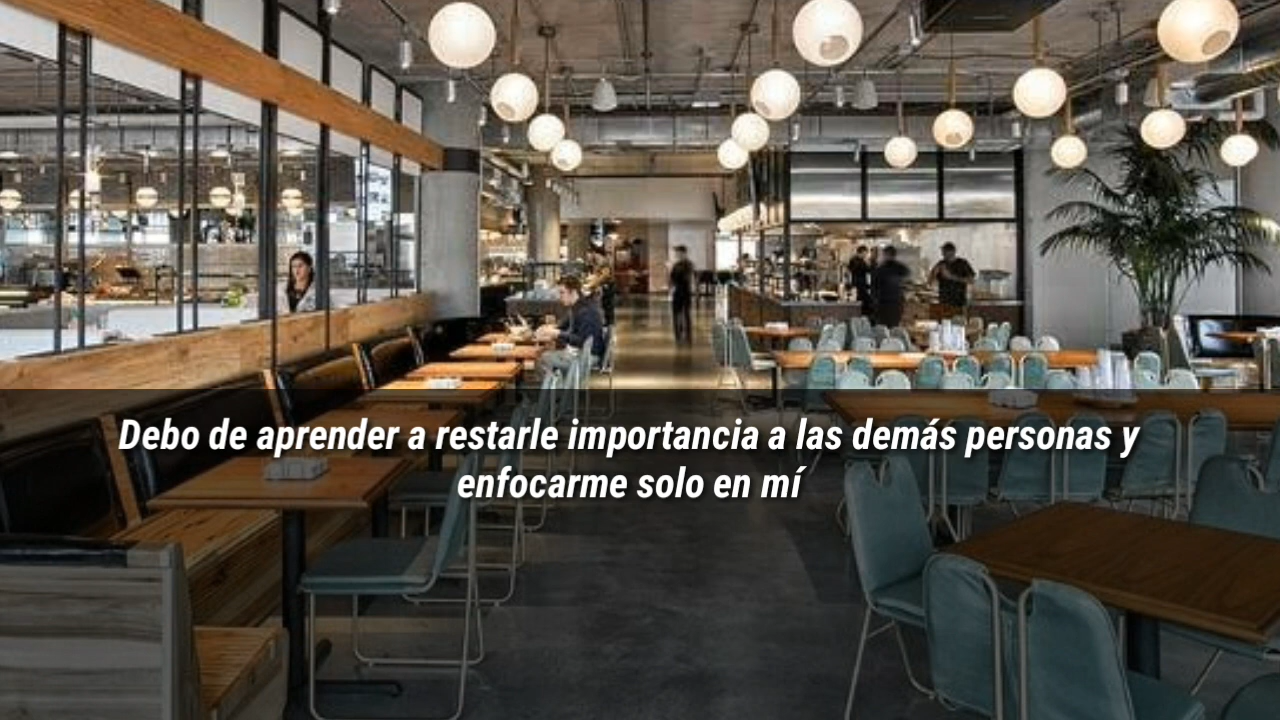 Debo de aprender a restarle importancia a las demás personas y
enfocarme solo en mí